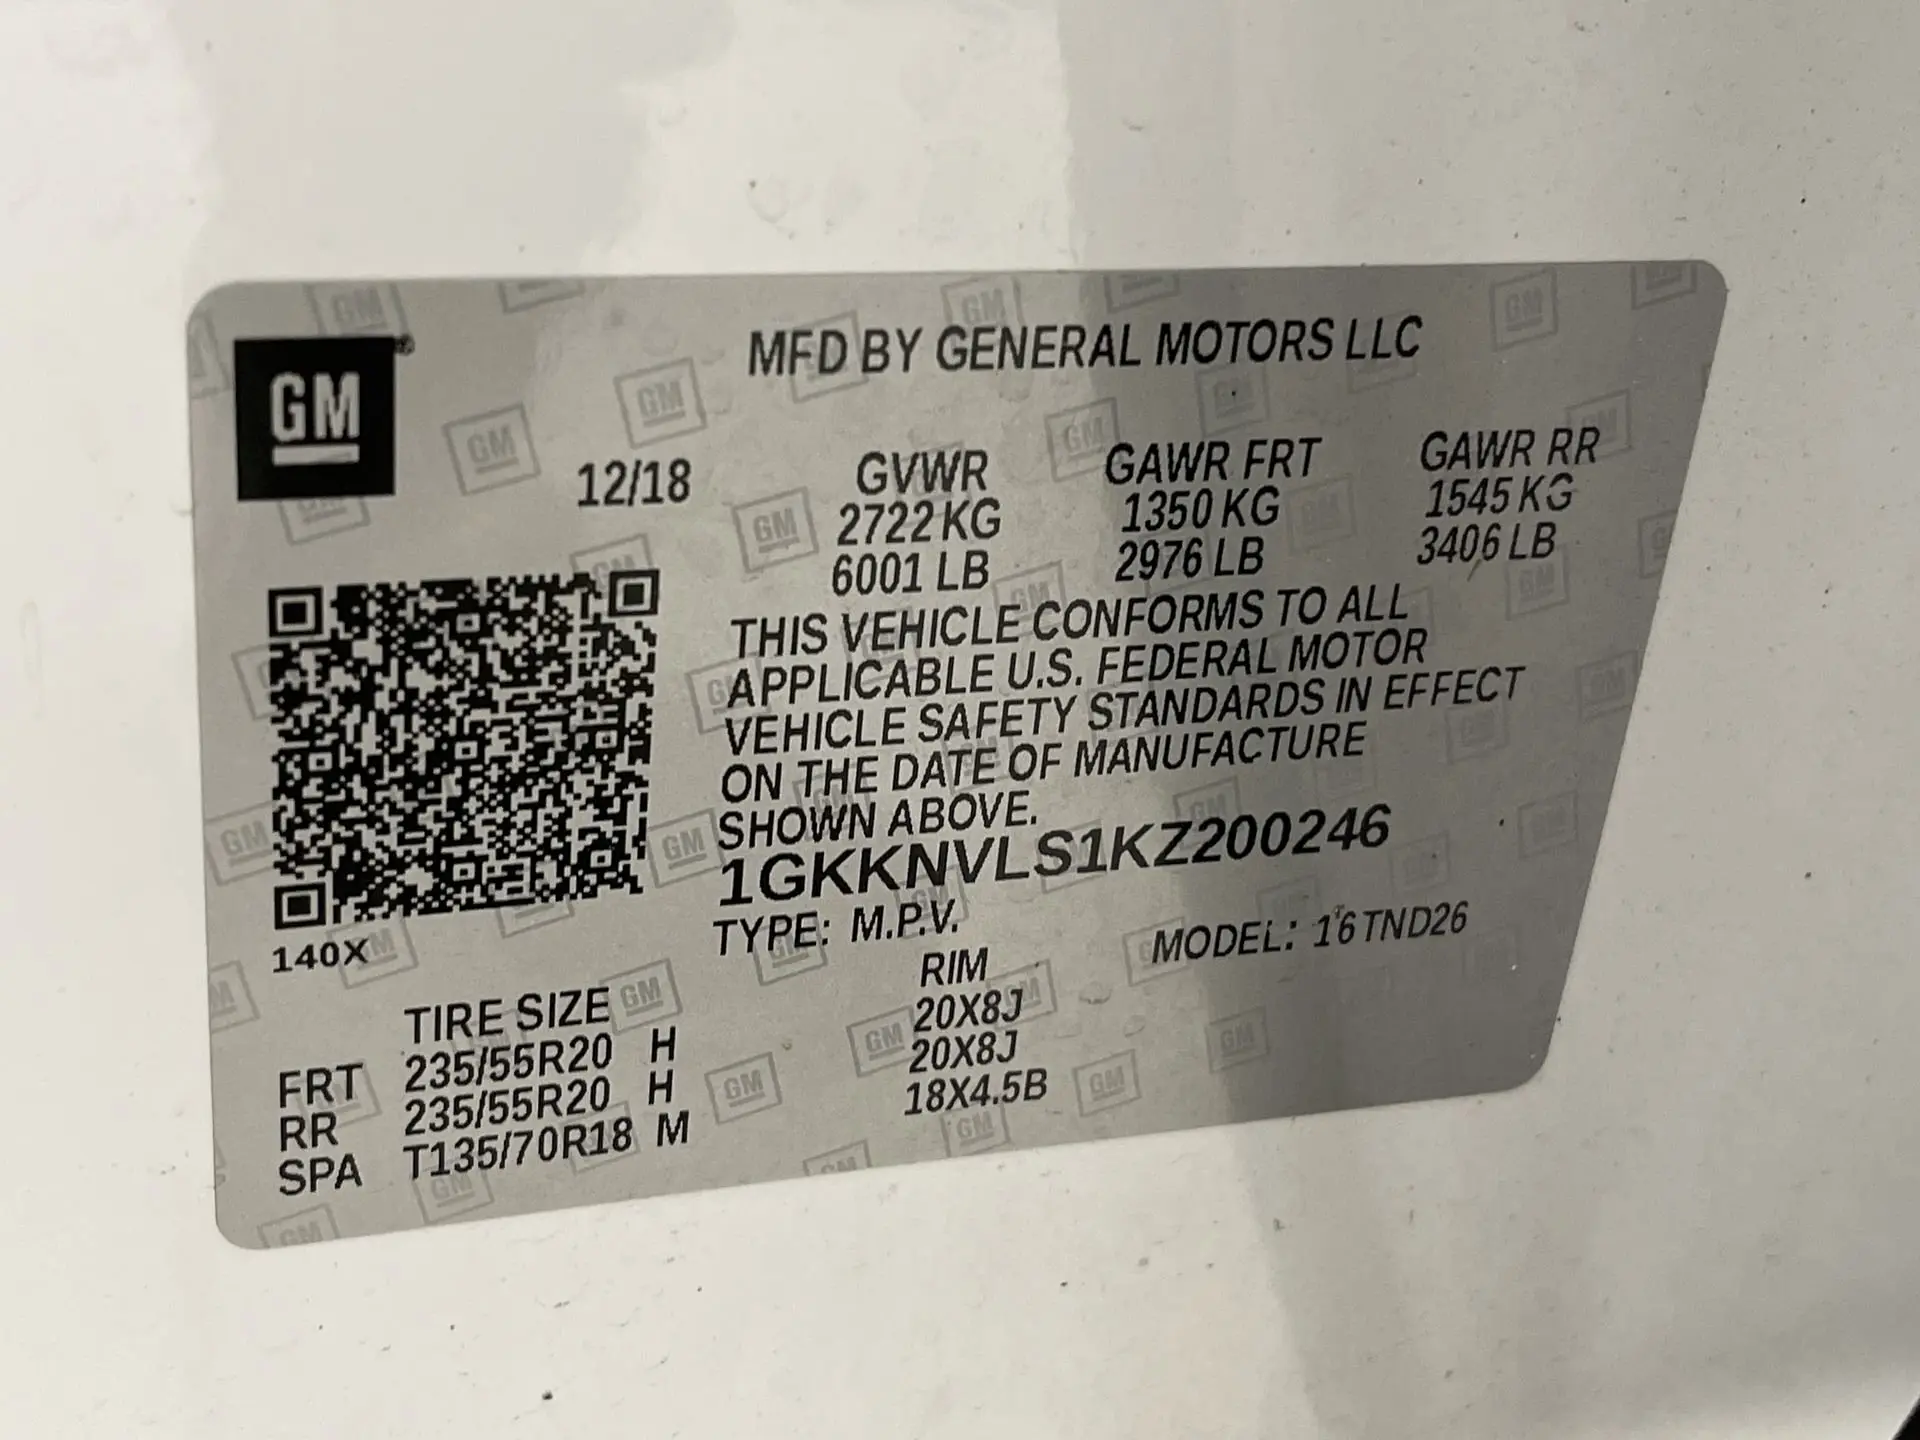 GM
MFD BY GENERAL MOTORS LLC
12/18 GVWR GAWR FRT GAWR RR
2722 KG 1350 KG 1545 KG
6001 LB 2976 LB 3406 LB
THIS VEHICLE CONFORMS TO ALL
APPLICABLE U.S. FEDERAL MOTOR
VEHICLE SAFETY STANDARDS IN EFFECT
ON THE DATE OF MANUFACTURE
SHOWN ABOVE.
1GKKNVLS1KZ200246
TYPE: M.P.V. MODEL: 16TND26
140X
TIRE SIZE RIM
FRT 235/55R20 H 20X8J
RR 235/55R20 H 20X8J
SPA T135/70R18 M 18X4.5B